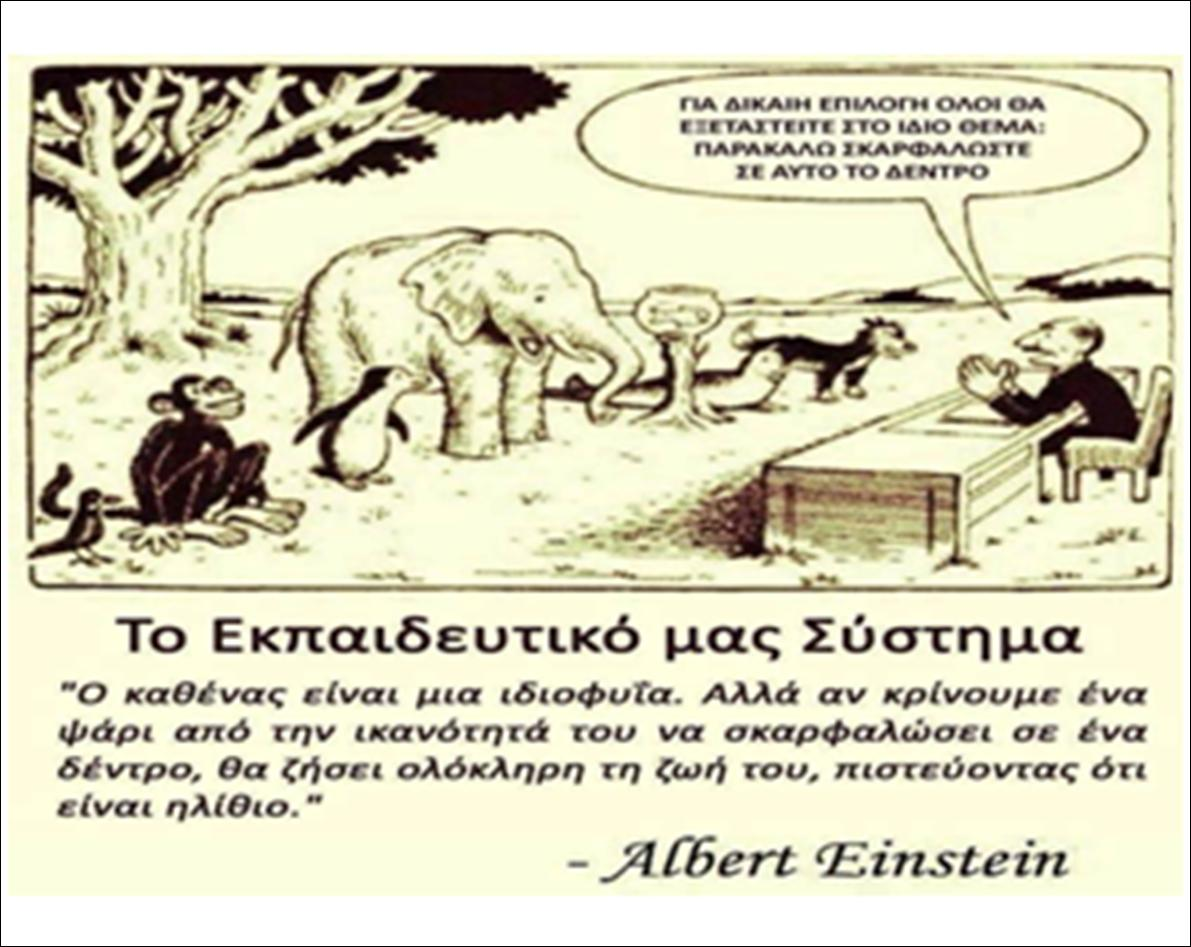 ΓΙΑ ΔΙΚΑΙΗ ΕΠΙΛΟΓΗ ΟΛΟΙ ΘΑ
ΕΞΕΤΑΣΤΕΙΤΕ ΣΤΟ ΙΔΙΟ ΘΕΜΑ:
ΠΑΡΑΚΑΛΩ ΣΚΑΡΦΑΛΩΣΤΕ
ΣΕ ΑΥΤΟ ΤΟ ΔΕΝΤΡΟ
Το Εκπαιδευτικό μας Σύστημα
"Ο καθένας είναι μια ιδιοφυΐα. Αλλά αν κρίνουμε ένα
ψάρι από την ικανότητά του να σκαρφαλώσει σε ένα
δέντρο, θα ζήσει ολόκληρη τη ζωή του, πιστεύοντας ότι
είναι ηλίθιο."
- Albert Einstein